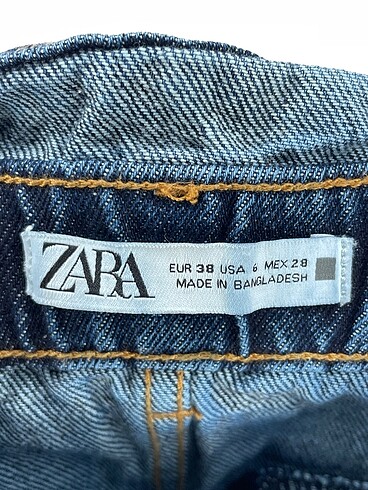 ZARA
EUR 38 USA 6 MEX 28
MADE IN BANGLADESH